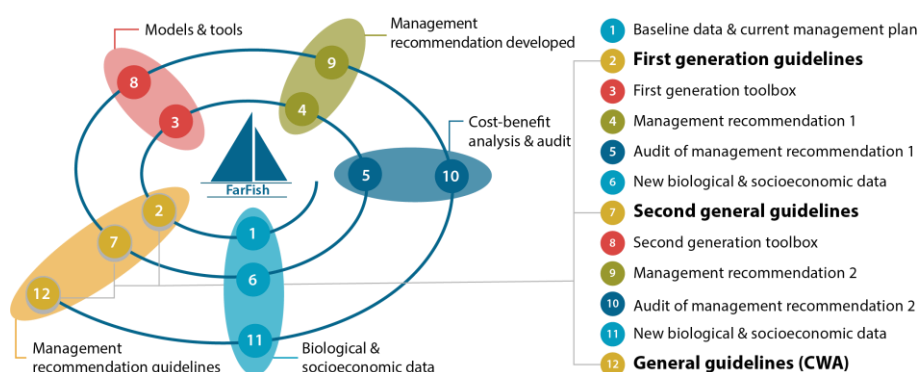 Models & tools
Management
recommendation developed
8
9
3
4
Cost-benefit
analysis & audit
FarFish
5
10
2
1
7
6
12
11
Management
recommendation guidelines
Biological &
socioeconomic data
1 Baseline data & current management plan
2 First generation guidelines
3 First generation toolbox
4 Management recommendation 1
5 Audit of management recommendation 1
6 New biological & socioeconomic data
7 Second general guidelines
8 Second generation toolbox
9 Management recommendation 2
10 Audit of management recommendation 2
11 New biological & socioeconomic data
12 General guidelines (CWA)